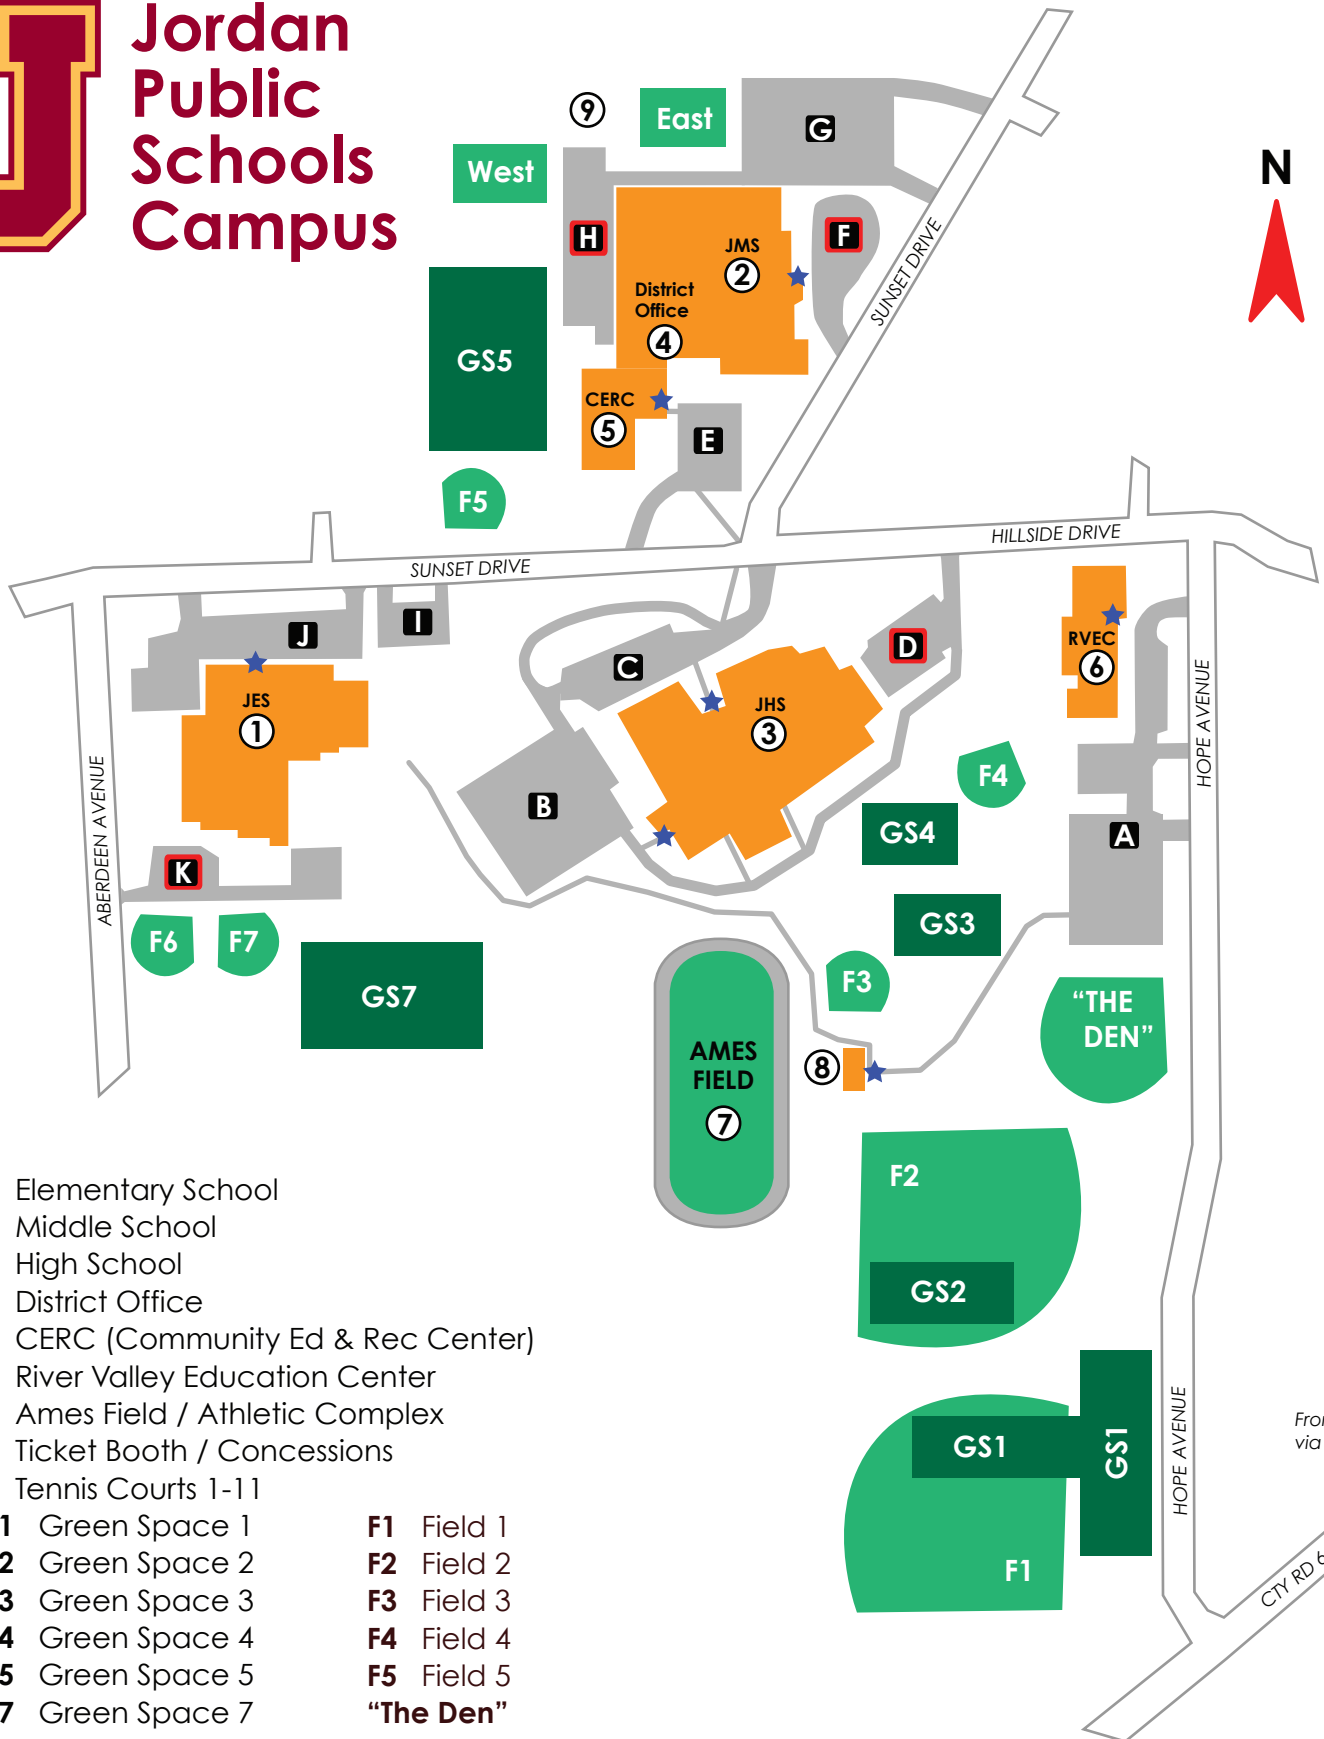 J
Jordan
Public
Schools
Campus
9
East
G
West
N
H
F
JMS
2
District
Office
4
SUNSET DRIVE
GS5
CERC
5
E
F5
HILLSIDE DRIVE
SUNSET DRIVE
I
J
C
D
RVEC
6
JES
1
JHS
3
HOPE AVENUE
F4
B
GS4
A
ABERDEEN AVENUE
K
GS3
F6
F7
F3
GS7
"THE
DEN"
AMES
FIELD
7
8
F2
GS2
GS1
GS1
F1
HOPE AVENUE
via
CTY RD 6
Elementary School
Middle School
High School
District Office
CERC (Community Ed & Rec Center)
River Valley Education Center
Ames Field / Athletic Complex
Ticket Booth / Concessions
Tennis Courts 1-11
1 Green Space 1 F1 Field 1
2 Green Space 2 F2 Field 2
3 Green Space 3 F3 Field 3
4 Green Space 4 F4 Field 4
5 Green Space 5 F5 Field 5
7 Green Space 7 “The Den”